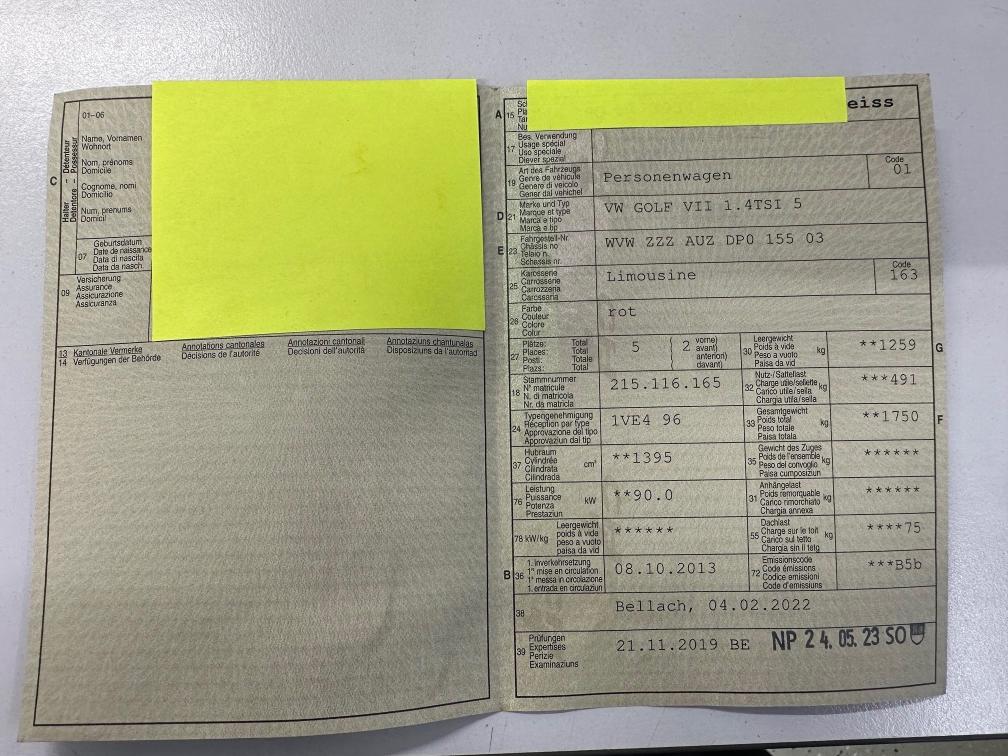 01-06
C
Halter - Détenteur
Detentore - Possessur
Name, Vornamen
Wohnort
Nom, prénoms
Domicile
Cognome, nomi
Domicilio
Num, prenums
Domicil
07
Geburtsdatum
Date de naissance
Data di nascita
Data da nasch.
09
Versicherung
Assurance
Assicurazione
Assicuranza
13 Kantonale Vermerke
14 Verfügungen der Behörde
Annotations cantonales
Décisions de l'autorité
Annotazioni cantonali
Decisioni dell'autorità
Annotaziuns chantunalas
Disposiziuns da l'autoritad
A 15
eiss
17
Bes. Verwendung
Usage spécial
Uso speciale
Diever spezial
19
Art des Fahrzeugs
Genre de véhicule
Genere di veicolo
Gener dal vehichel
Personenwagen
Code
01
D 21
Marke und Typ
Marque et type
Marca e tipo
Marca e tip
VW GOLF VII 1.4TSI 5
E 23
Fahrgestell-Nr.
Châssis no
Telaio n.
Schassis nr.
WVW ZZZ AUZ DP0 155 03
25
Karosserie
Carrosserie
Carrozzeria
Carossaria
Limousine
Code
163
26
Farbe
Couleur
Colore
Colur
rot
27
Plätze: Total
Places: Total
Posti: Totale
Plazs: Total
5
( 2
vorne)
avant)
anteriori)
davant)
30
Leergewicht
Poids à vide
Peso a vuoto
Paisa da vid
kg
**1259
G
18
Stammnummer
N° matricule
N. di matricola
Nr. da matricla
215.116.165
32
Nutz-/Sattellast
Charge utile/sellette
Carico utile/sella
Chargia utila/sella
kg
***491
24
Typengenehmigung
Réception par type
Approvazione del tipo
Approvaziun dal tip
1VE4 96
33
Gesamtgewicht
Poids total
Peso totale
Paisa totala
kg
**1750
F
37
Hubraum
Cylindrée
Cilindrata
Cilindrada
cm³
**1395
35
Gewicht des Zuges
Poids de l'ensemble
Peso del convoglio
Paisa cumposiziun
kg
******
76
Leistung
Puissance
Potenza
Prestaziun
kW
**90.0
31
Anhängelast
Poids remorquable
Carico rimorchiato
Chargia annexa
kg
******
78 kW/kg
Leergewicht
poids à vide
peso a vuoto
paisa da vid
******
55
Dachlast
Charge sur le toit
Carico sul tetto
Chargia sin il tetg
kg
****75
B 36
1. Inverkehrsetzung
1re mise en circulation
1a messa in circolazione
1. entrada en circulaziun
08.10.2013
72
Emissionscode
Code émissions
Codice emissioni
Code d'emissiuns
***B5b
38
Bellach, 04.02.2022
39
Prüfungen
Expertises
Perizie
Examinaziuns
21.11.2019 BE
NP 24. 05. 23 SO